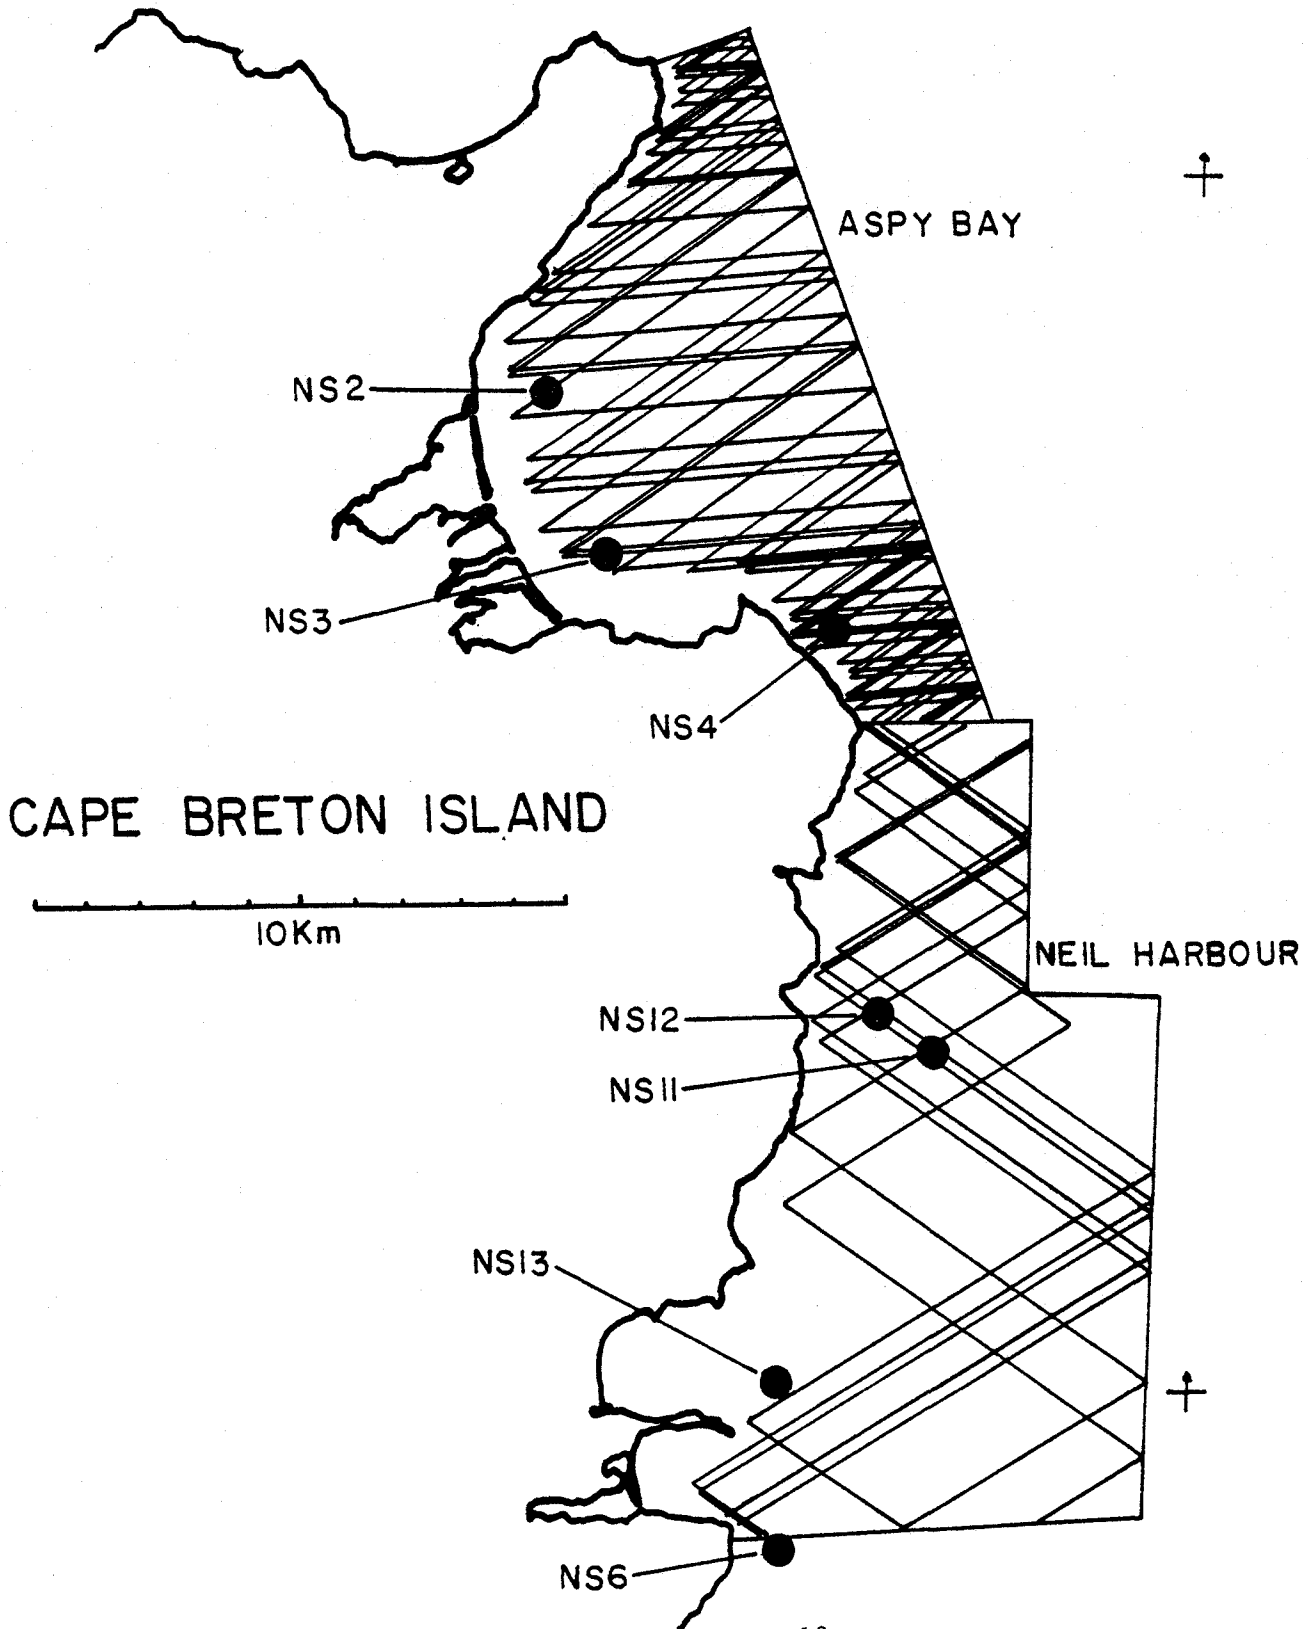 ASPY BAY
NS2
NS3
NS4
CAPE BRETON ISLAND
10Km
NEIL HARBOUR
NS12
NS11
NS13
NS6